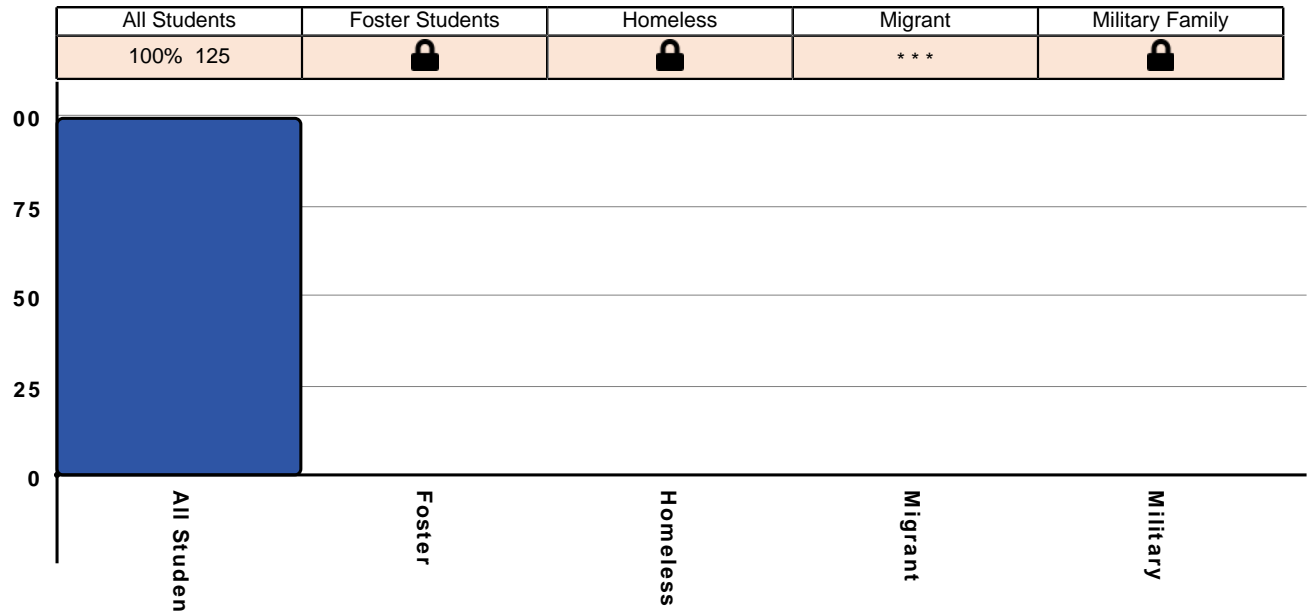 All Students Foster Students Homeless Migrant Military Family
100% 125 * * *
00
75
50
25
0
All Studen
Foster
Homeless
Migrant
Military